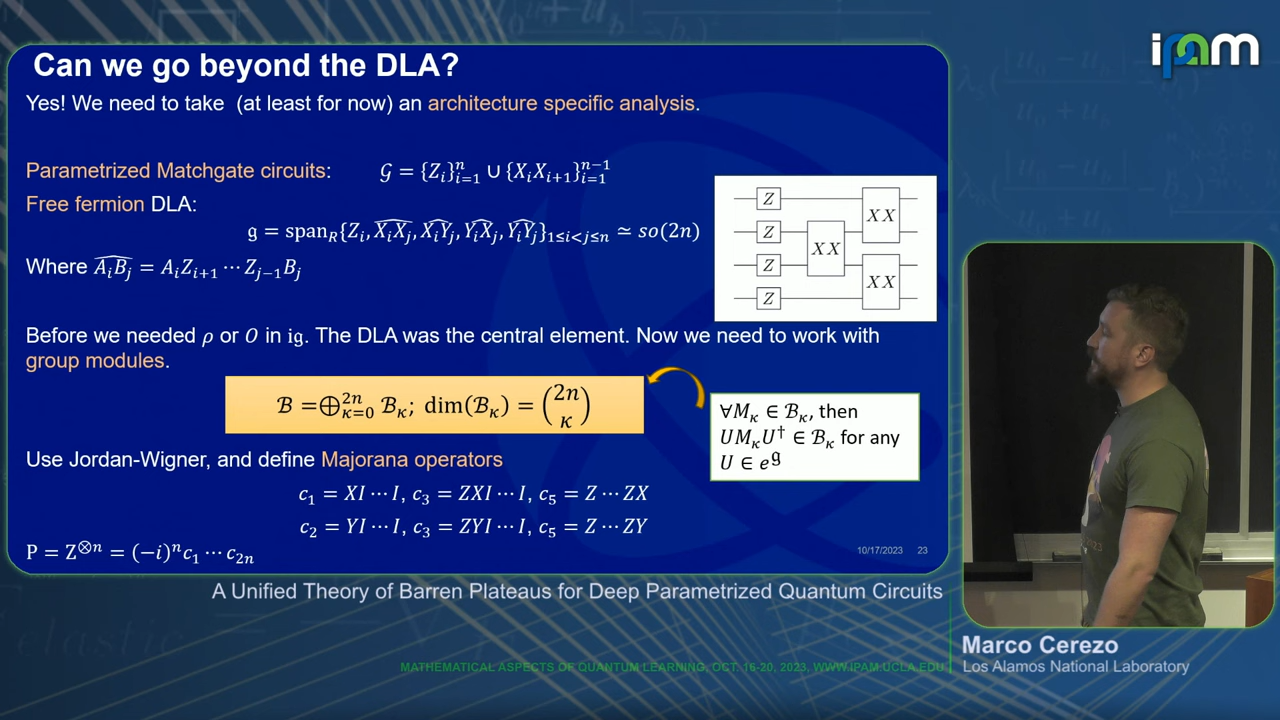 ipam
Can we go beyond the DLA?
Yes! We need to take (at least for now) an architecture specific analysis.
Parametrized Matchgate circuits: 𝒢 = {Z_i}_{i=1}^n ∪ {X_iX_{i+1}}_{i=1}^{n−1}
Free fermion DLA:
𝔤 = span_R{Z_i, \widehat{X_iX_j}, \widehat{X_iY_j}, \widehat{Y_iX_j}, \widehat{Y_iY_j}}_{1≤i<j≤n} ≃ so(2n)
Where \widehat{A_iB_j} = A_iZ_{i+1} ⋯ Z_{j−1}B_j
Z
Z
Z
Z
XX
XX
XX
Before we needed ρ or O in i𝔤. The DLA was the central element. Now we need to work with
group modules.
ℬ =⊕_{κ=0}^{2n} ℬ_κ; dim(ℬ_κ) = \binom{2n}{κ}
∀M_κ ∈ ℬ_κ, then
UM_κU^† ∈ ℬ_κ for any
U ∈ e^𝔤
Use Jordan-Wigner, and define Majorana operators
c_1 = XI ⋯ I, c_3 = ZXI ⋯ I, c_5 = Z ⋯ ZX
c_2 = YI ⋯ I, c_3 = ZYI ⋯ I, c_5 = Z ⋯ ZY
P = Z^{⊗n} = (−i)^n c_1 ⋯ c_{2n}
10/17/2023 23
A Unified Theory of Barren Plateaus for Deep Parametrized Quantum Circuits
Marco Cerezo
Los Alamos National Laboratory
MATHEMATICAL ASPECTS OF QUANTUM LEARNING, OCT. 16-20, 2023, WWW.IPAM.UCLA.EDU